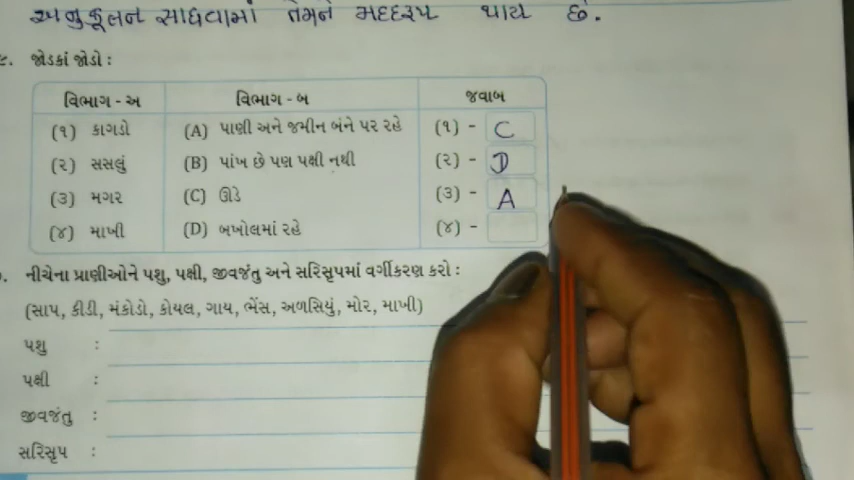 અનુકૂલન સાધવામાં તેમને મદદરૂપ થાય છે.
૯. જોડકાં જોડો :
વિભાગ - અ વિભાગ - બ જવાબ
(૧) કાગડો (A) પાણી અને જમીન બંને પર રહે (૧) - C
(૨) સસલું (B) પાંખ છે પણ પક્ષી નથી (૨) - D
(૩) મગર (C) ઊડે (૩) - A
(૪) માખી (D) બખોલમાં રહે (૪) -
નીચેના પ્રાણીઓને પશુ, પક્ષી, જીવજંતુ અને સરિસૃપમાં વર્ગીકરણ કરો :
(સાપ, કીડી, મંકોડો, કોયલ, ગાય, ભેંસ, અળસિયું, મોર, માખી)
પશુ :
પક્ષી :
જીવજંતુ :
સરિસૃપ :